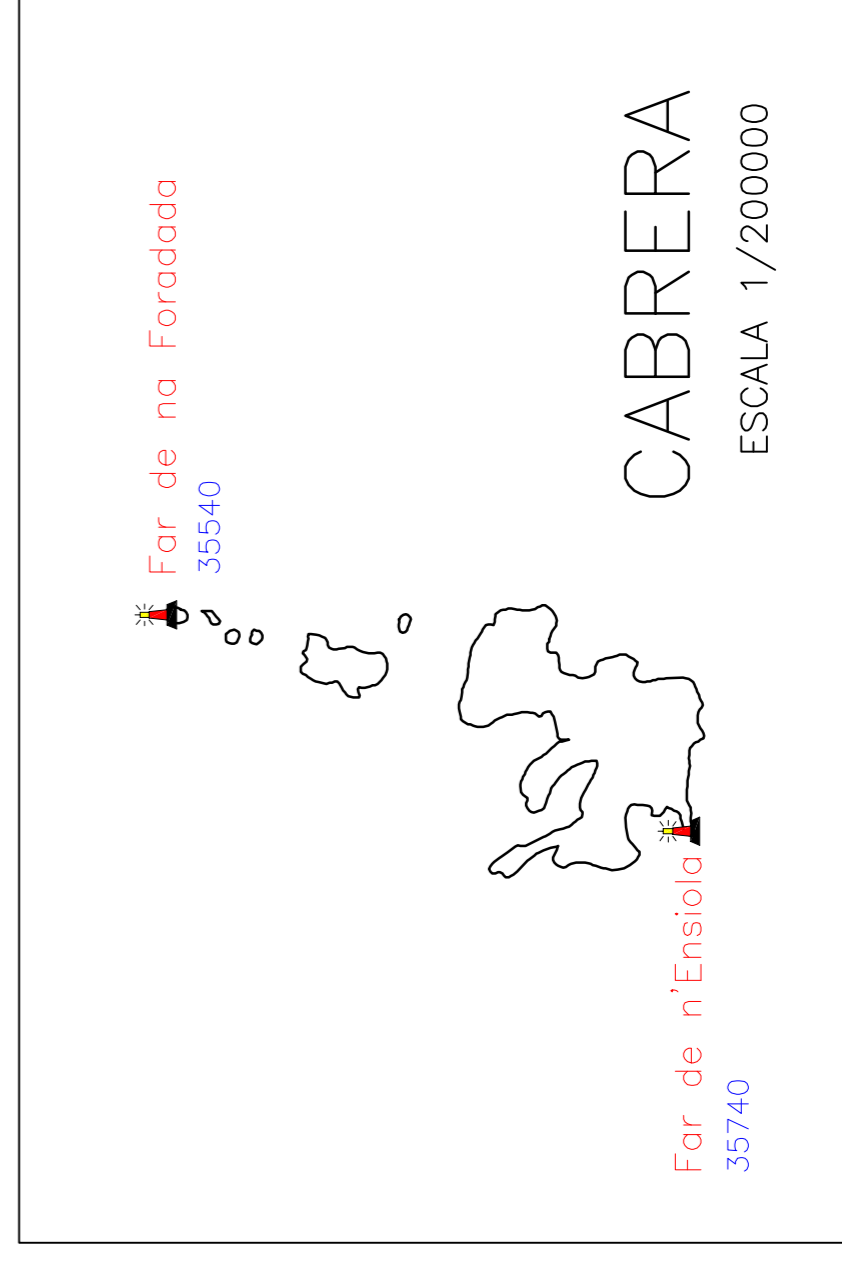 Far de na Foradada
35540
CABRERA
ESCALA 1/200000
Far de n'Ensiola
35740